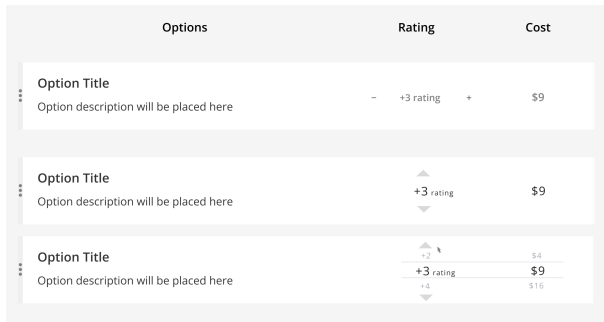 Options Rating Cost
Option Title
Option description will be placed here
− +3 rating + $9
Option Title
Option description will be placed here
+3 rating $9
Option Title
Option description will be placed here
+2 $4
+3 rating $9
+4 $16